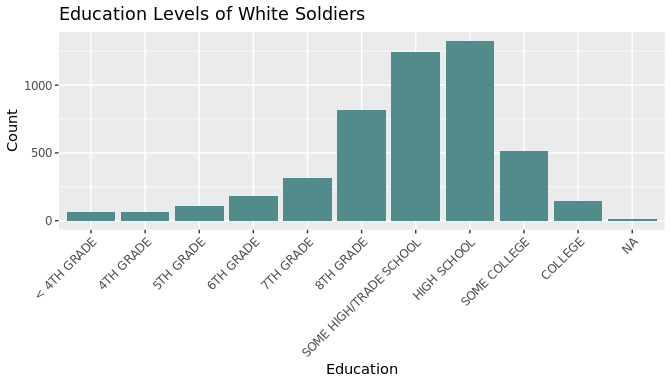 Education Levels of White Soldiers
Count
1000
500
0
< 4TH GRADE
4TH GRADE
5TH GRADE
6TH GRADE
7TH GRADE
8TH GRADE
SOME HIGH/TRADE SCHOOL
HIGH SCHOOL
SOME COLLEGE
COLLEGE
NA
Education